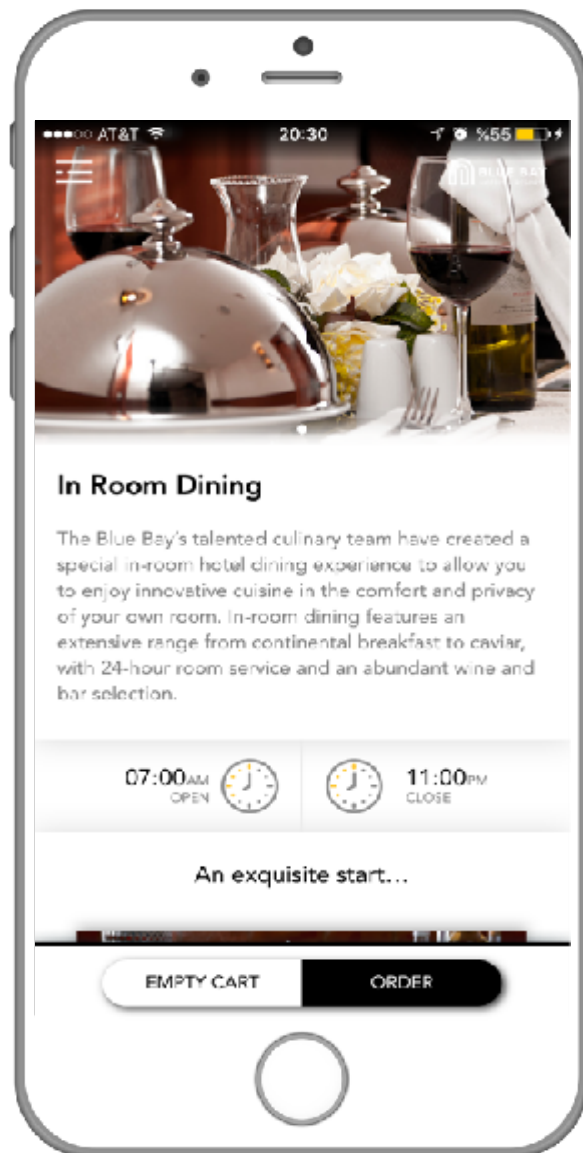 AT&T 20:30 %55
BLUE BAY
In Room Dining
The Blue Bay's talented culinary team have created a
special in-room hotel dining experience to allow you
to enjoy innovative cuisine in the comfort and privacy
of your own room. In-room dining features an
extensive range from continental breakfast to caviar,
with 24-hour room service and an abundant wine and
bar selection.
07:00AM
OPEN
11:00PM
CLOSE
An exquisite start...
EMPTY CART
ORDER